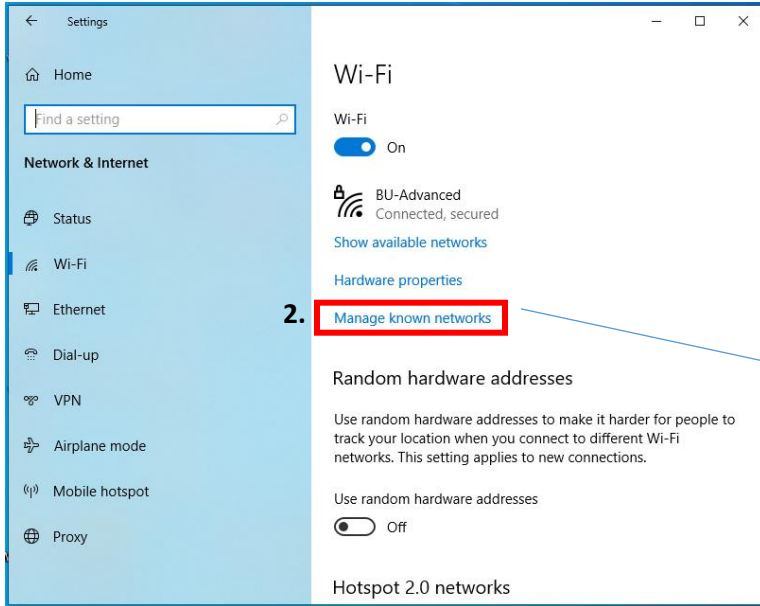 Settings
Home
Find a setting
Network & Internet
Status
Wi-Fi
Ethernet
Dial-up
VPN
Airplane mode
Mobile hotspot
Proxy
Wi-Fi
Wi-Fi
On
BU-Advanced
Connected, secured
Show available networks
Hardware properties
2.
Manage known networks
Random hardware addresses
Use random hardware addresses to make it harder for people to
track your location when you connect to different Wi-Fi
networks. This setting applies to new connections.
Use random hardware addresses
Off
Hotspot 2.0 networks